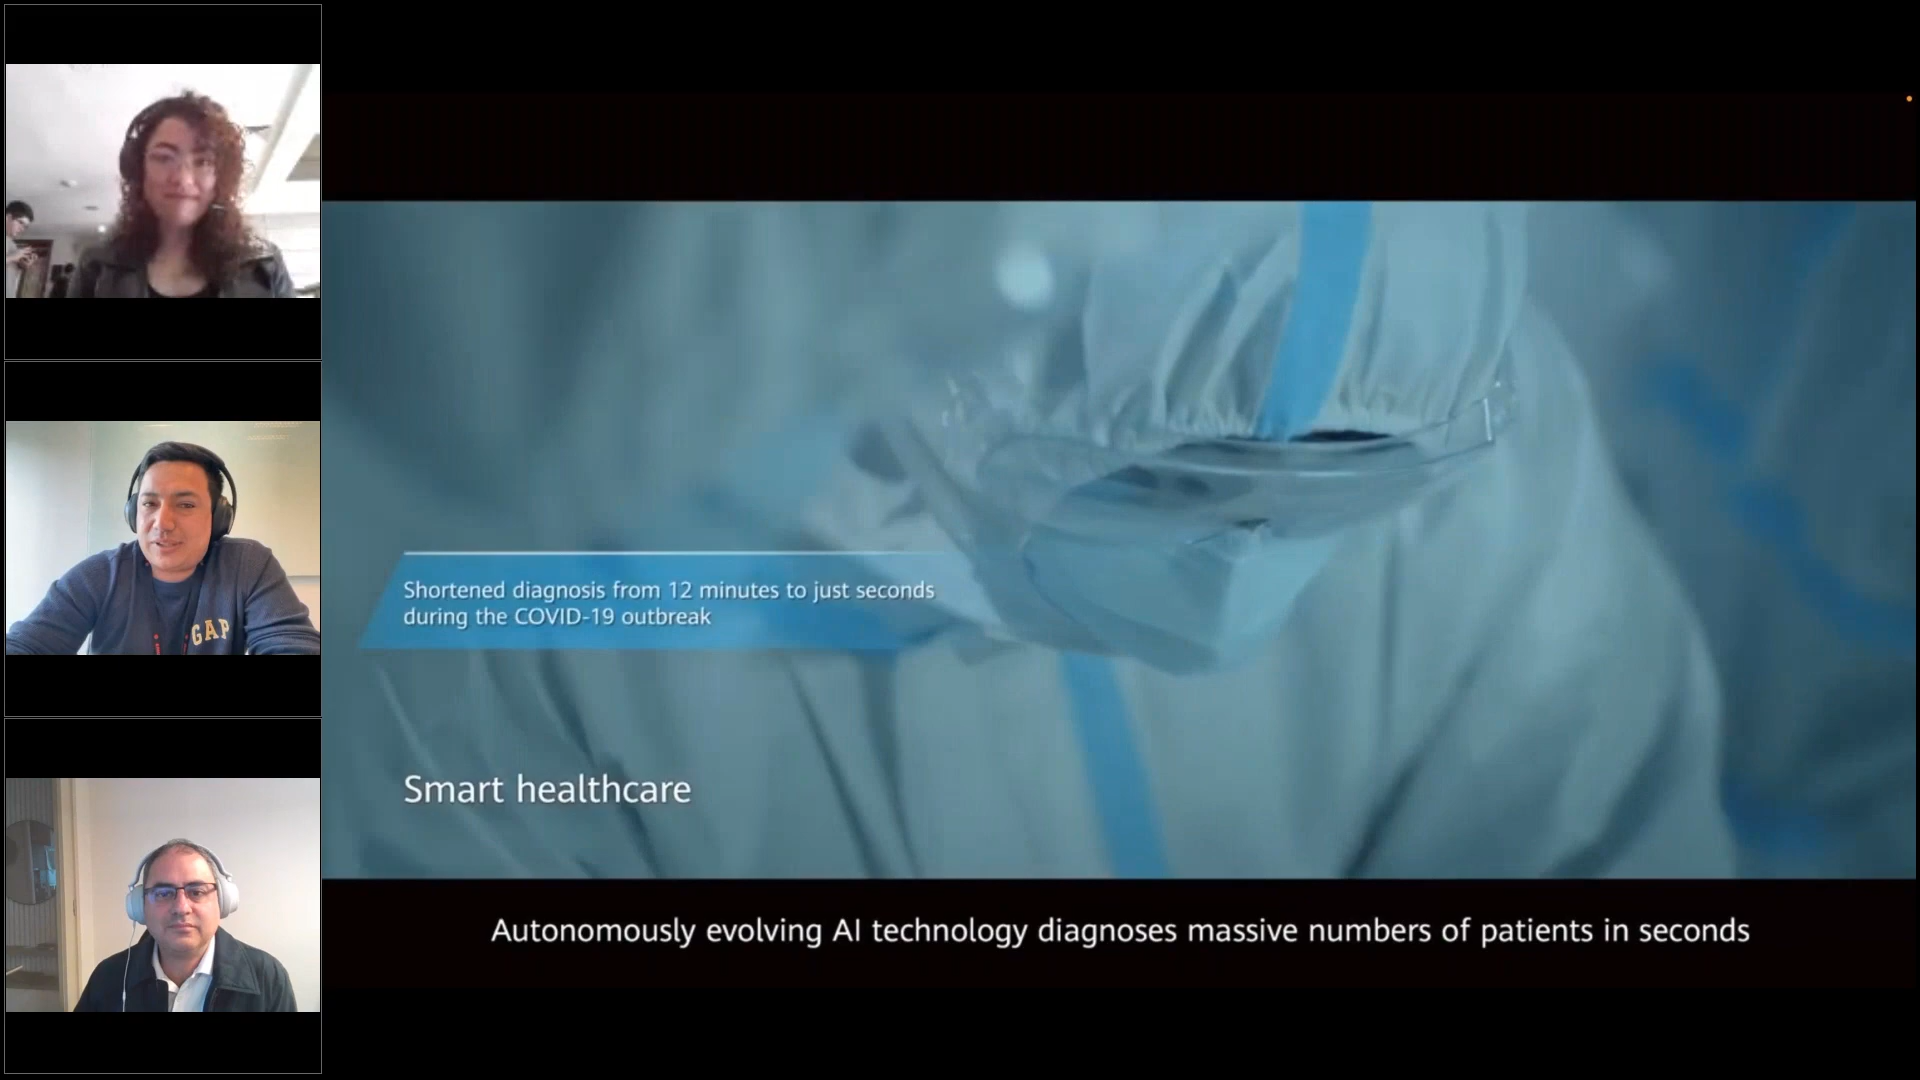 GAP
Shortened diagnosis from 12 minutes to just seconds
during the COVID-19 outbreak
Smart healthcare
Autonomously evolving AI technology diagnoses massive numbers of patients in seconds